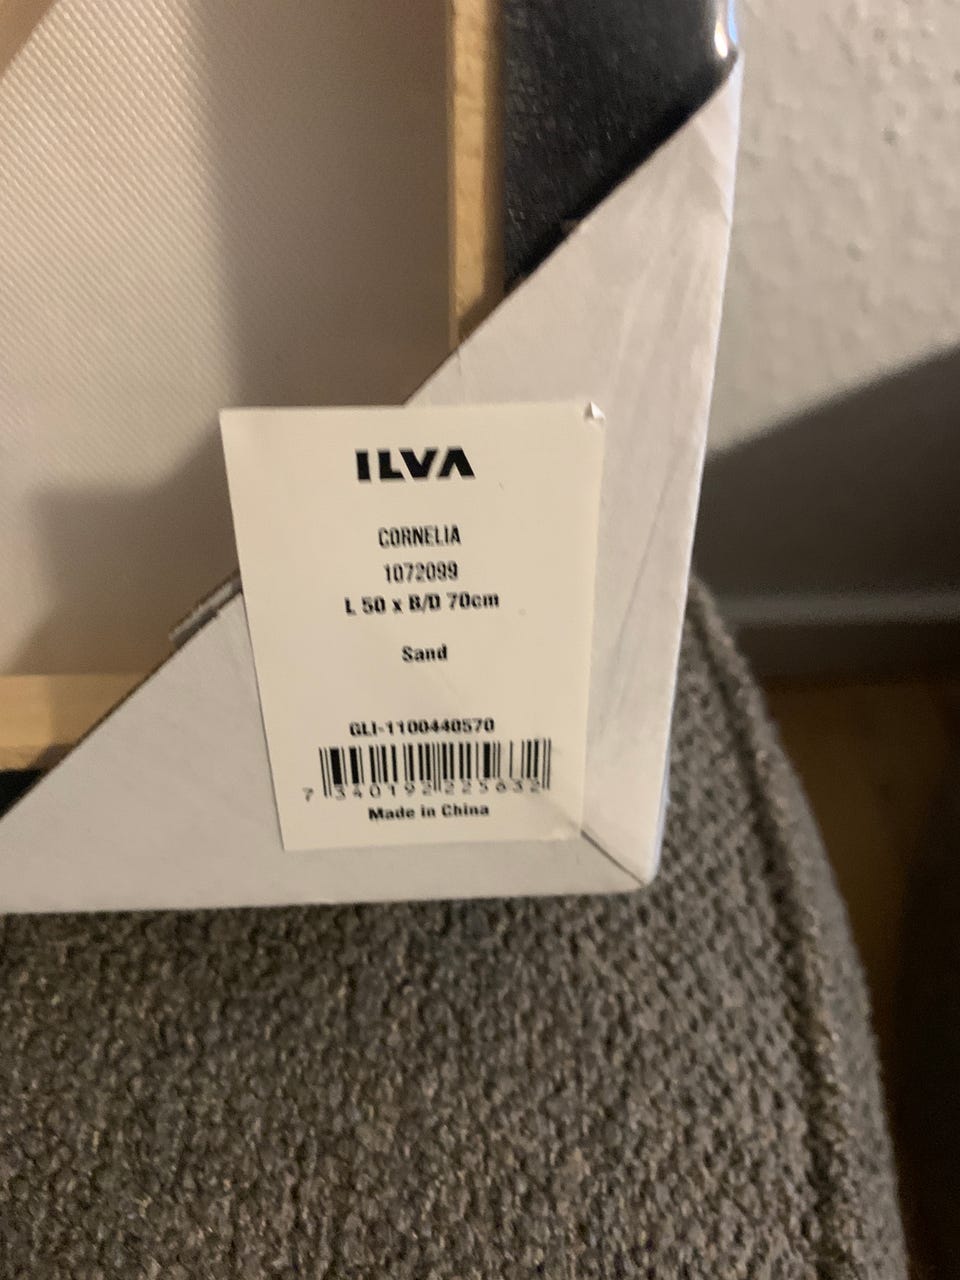 ILVA
CORNELIA
1072099
L 50 x B/D 70cm
Sand
GLI-1100440570
7 340192 225632
Made in China